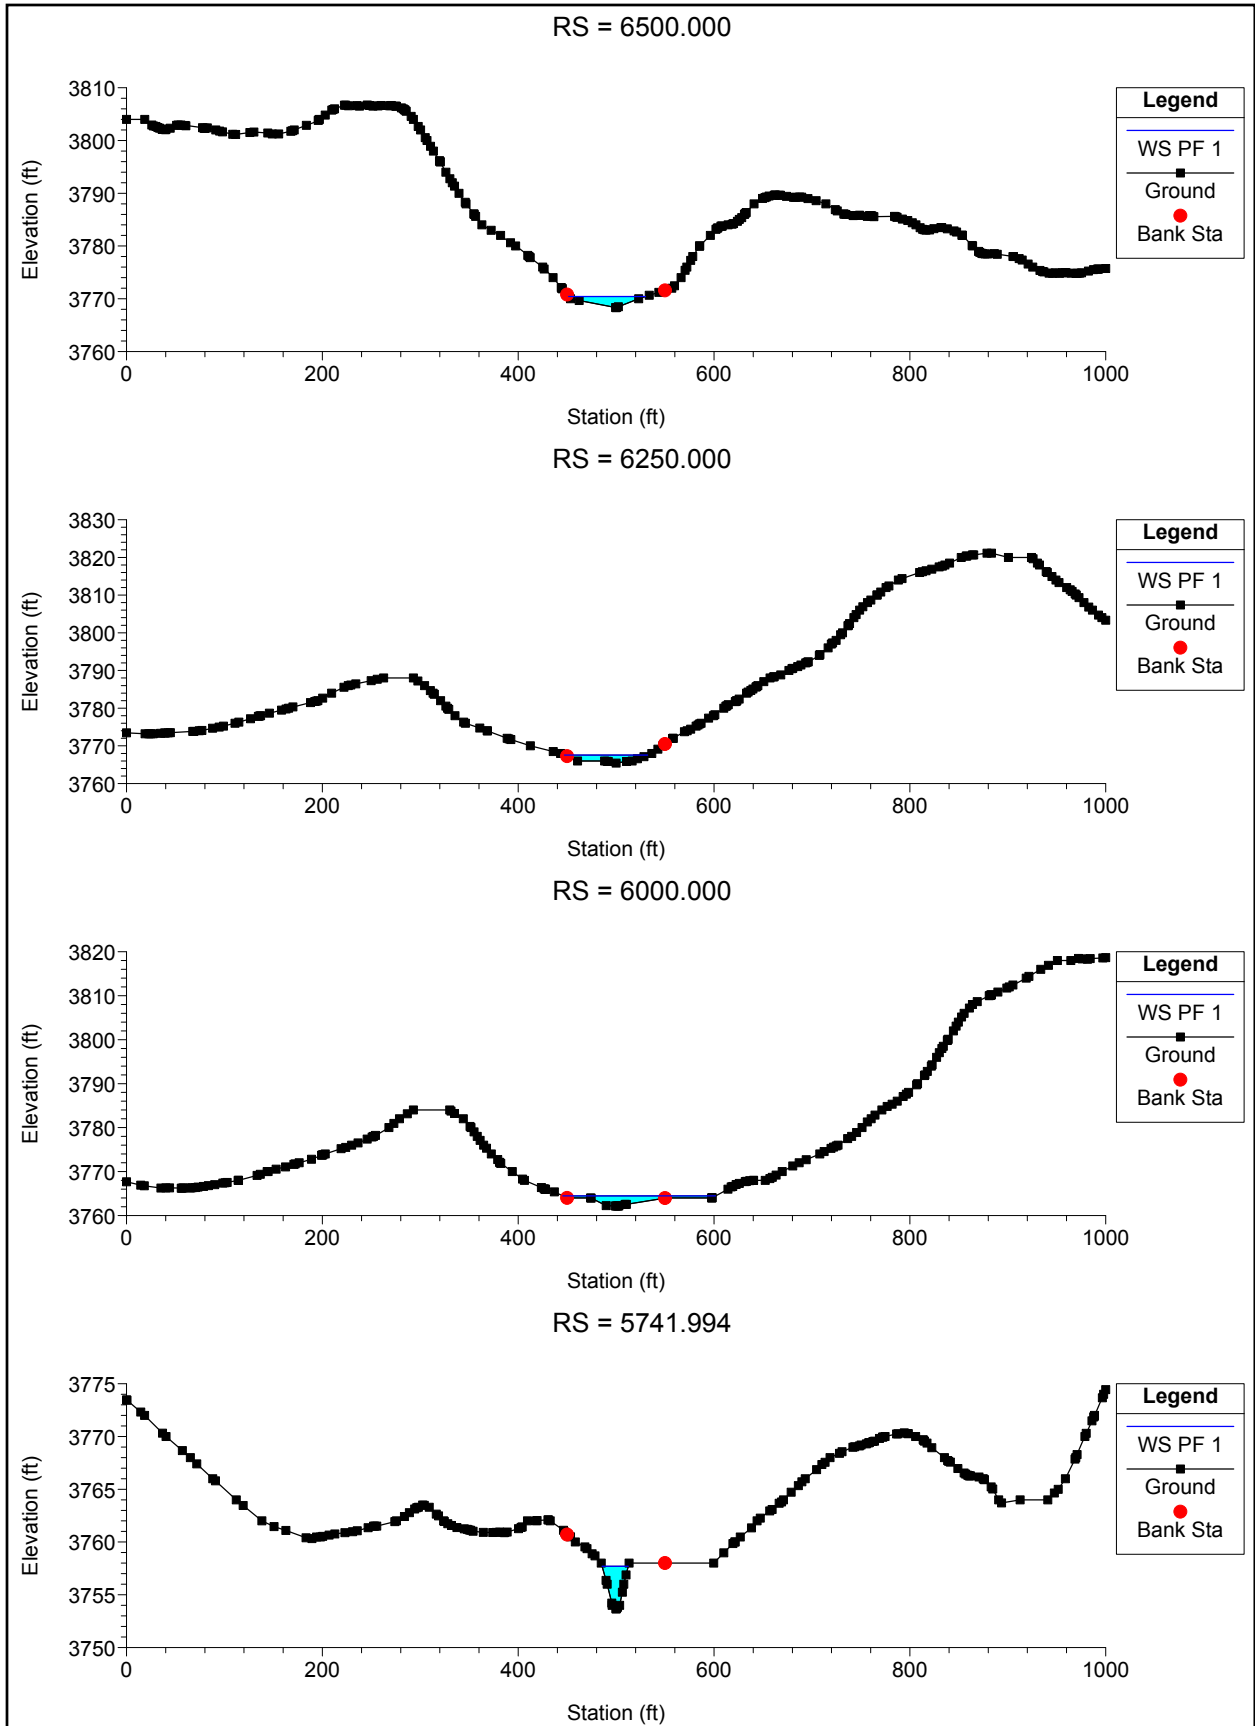 RS = 6500.000
3810
3800
3790
3780
3770
3760
Elevation (ft)
0 200 400 600 800 1000
Station (ft)
Legend
WS PF 1
Ground
Bank Sta
RS = 6250.000
3830
3820
3810
3800
3790
3780
3770
3760
Elevation (ft)
0 200 400 600 800 1000
Station (ft)
Legend
WS PF 1
Ground
Bank Sta
RS = 6000.000
3820
3810
3800
3790
3780
3770
3760
Elevation (ft)
0 200 400 600 800 1000
Station (ft)
Legend
WS PF 1
Ground
Bank Sta
RS = 5741.994
3775
3770
3765
3760
3755
3750
Elevation (ft)
0 200 400 600 800 1000
Station (ft)
Legend
WS PF 1
Ground
Bank Sta